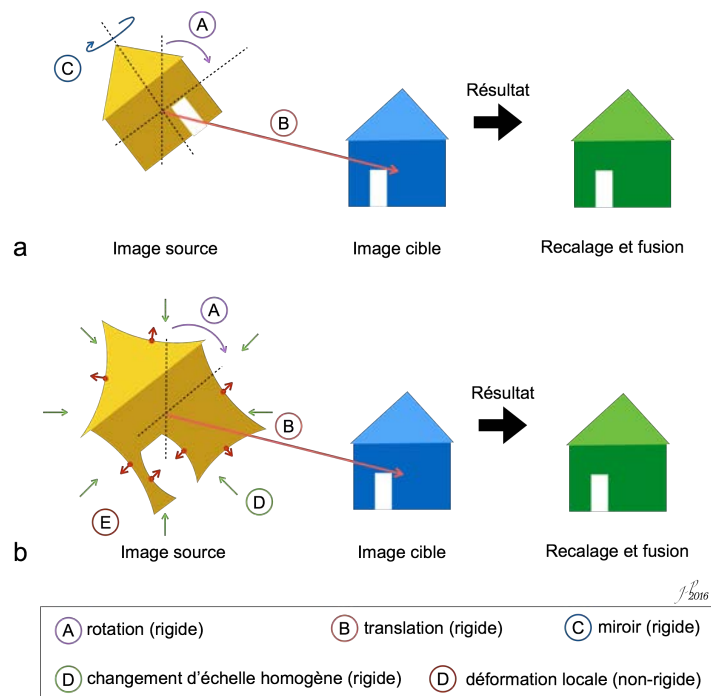 A
C
B
Résultat
a
Image source
Image cible
Recalage et fusion
A
B
Résultat
D
E
b
Image source
Image cible
Recalage et fusion
2016
A rotation (rigide)
B translation (rigide)
C miroir (rigide)
D changement d'échelle homogène (rigide)
D déformation locale (non-rigide)